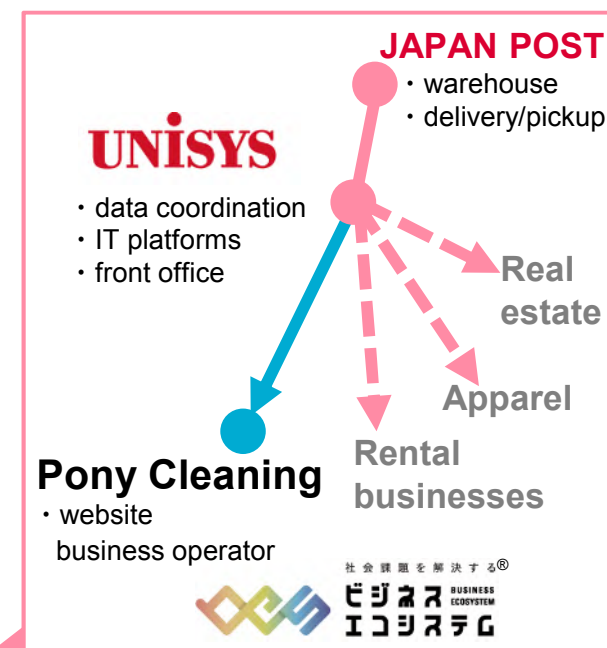 JAPAN POST
・warehouse
・delivery/pickup
UNISYS
・data coordination
・IT platforms
・front office
Real
estate
Apparel
Rental
businesses
Pony Cleaning
・website
business operator
社会課題を解決する®
ビジネス BUSINESS ECOSYSTEM
エコシステム